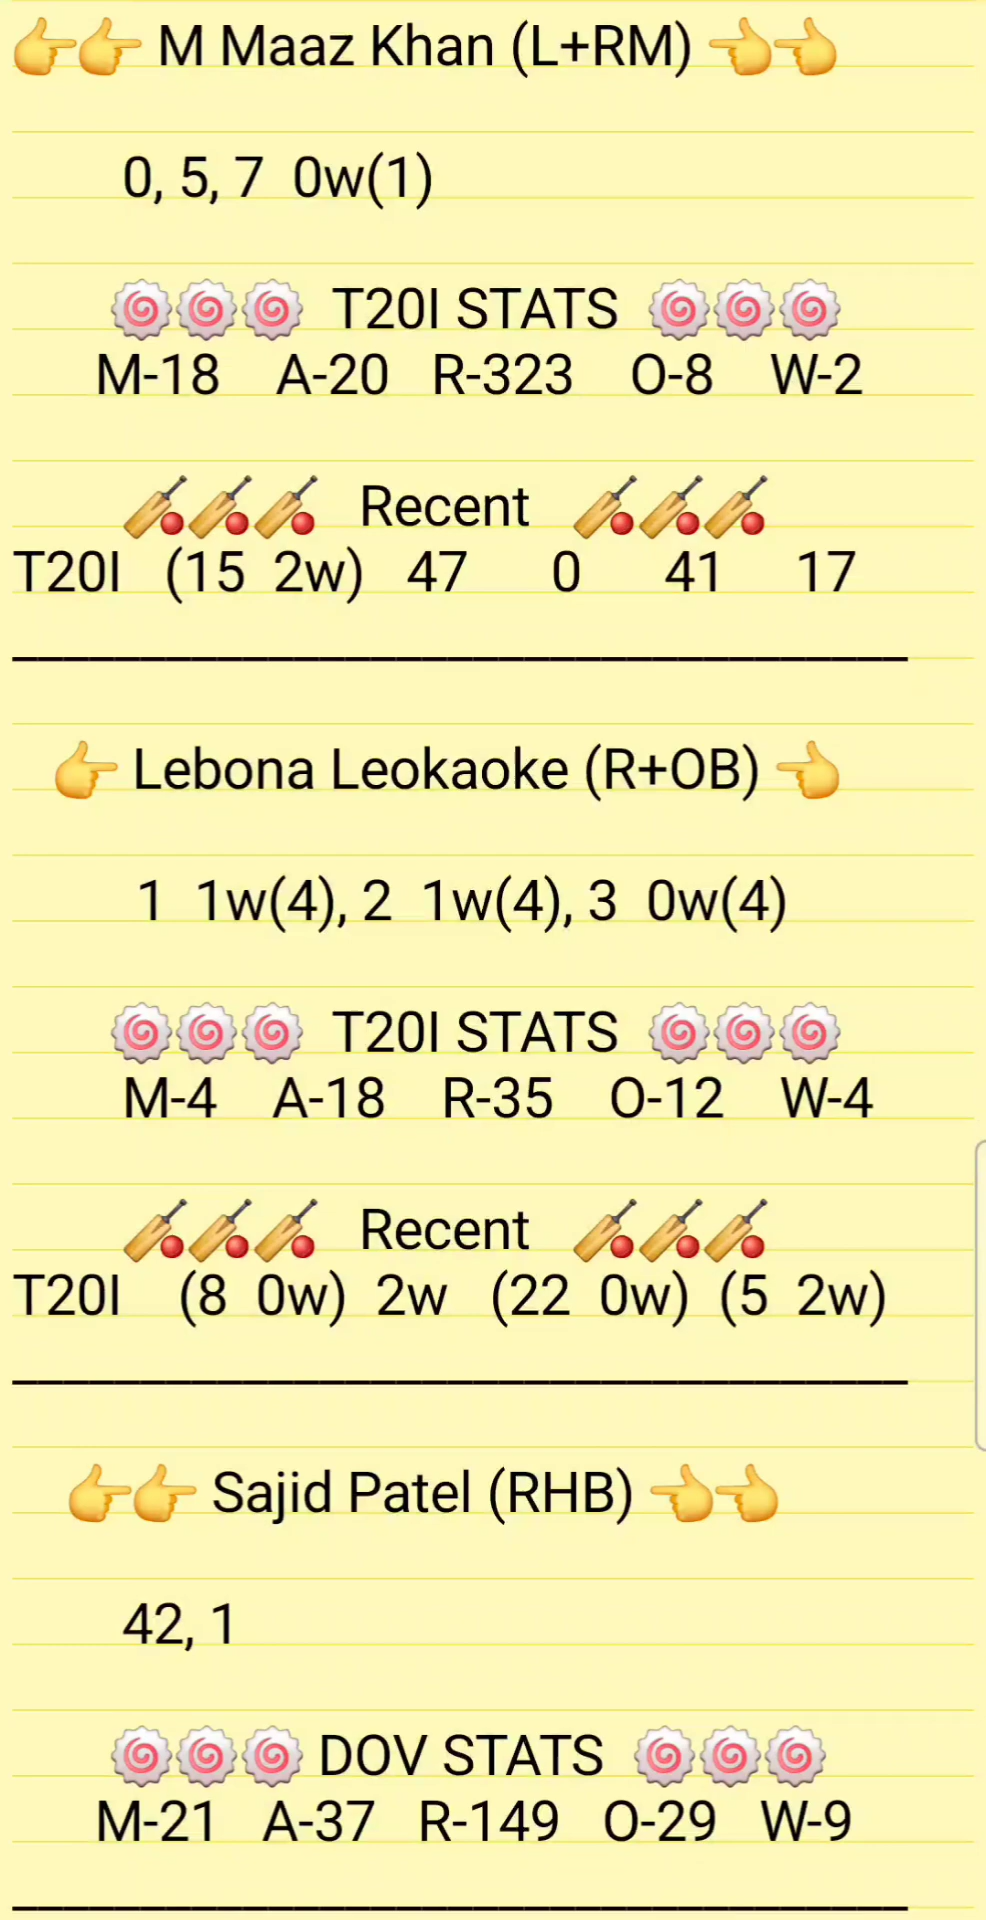 👉👉 M Maaz Khan (L+RM) 👈👈
0, 5, 7 0w(1)
🍥🍥🍥 T20I STATS 🍥🍥🍥
M-18 A-20 R-323 O-8 W-2
🏏🏏🏏 Recent 🏏🏏🏏
T20I (15 2w) 47 0 41 17
👉 Lebona Leokaoke (R+OB) 👈
1 1w(4), 2 1w(4), 3 0w(4)
🍥🍥🍥 T20I STATS 🍥🍥🍥
M-4 A-18 R-35 O-12 W-4
🏏🏏🏏 Recent 🏏🏏🏏
T20I (8 0w) 2w (22 0w) (5 2w)
👉👉 Sajid Patel (RHB) 👈👈
42, 1
🍥🍥🍥 DOV STATS 🍥🍥🍥
M-21 A-37 R-149 O-29 W-9